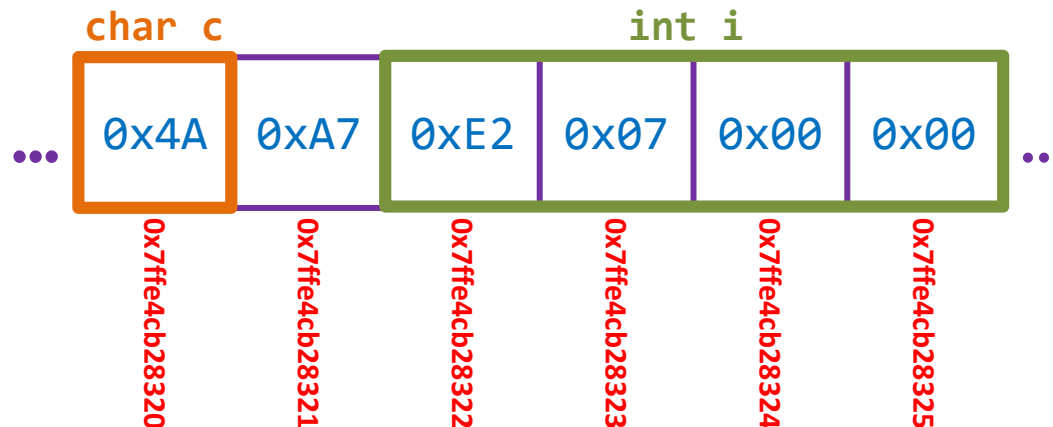 char c int i
0x4A 0xA7 0xE2 0x07 0x00 0x00
0x7ffe4cb28320
0x7ffe4cb28321
0x7ffe4cb28322
0x7ffe4cb28323
0x7ffe4cb28324
0x7ffe4cb28325